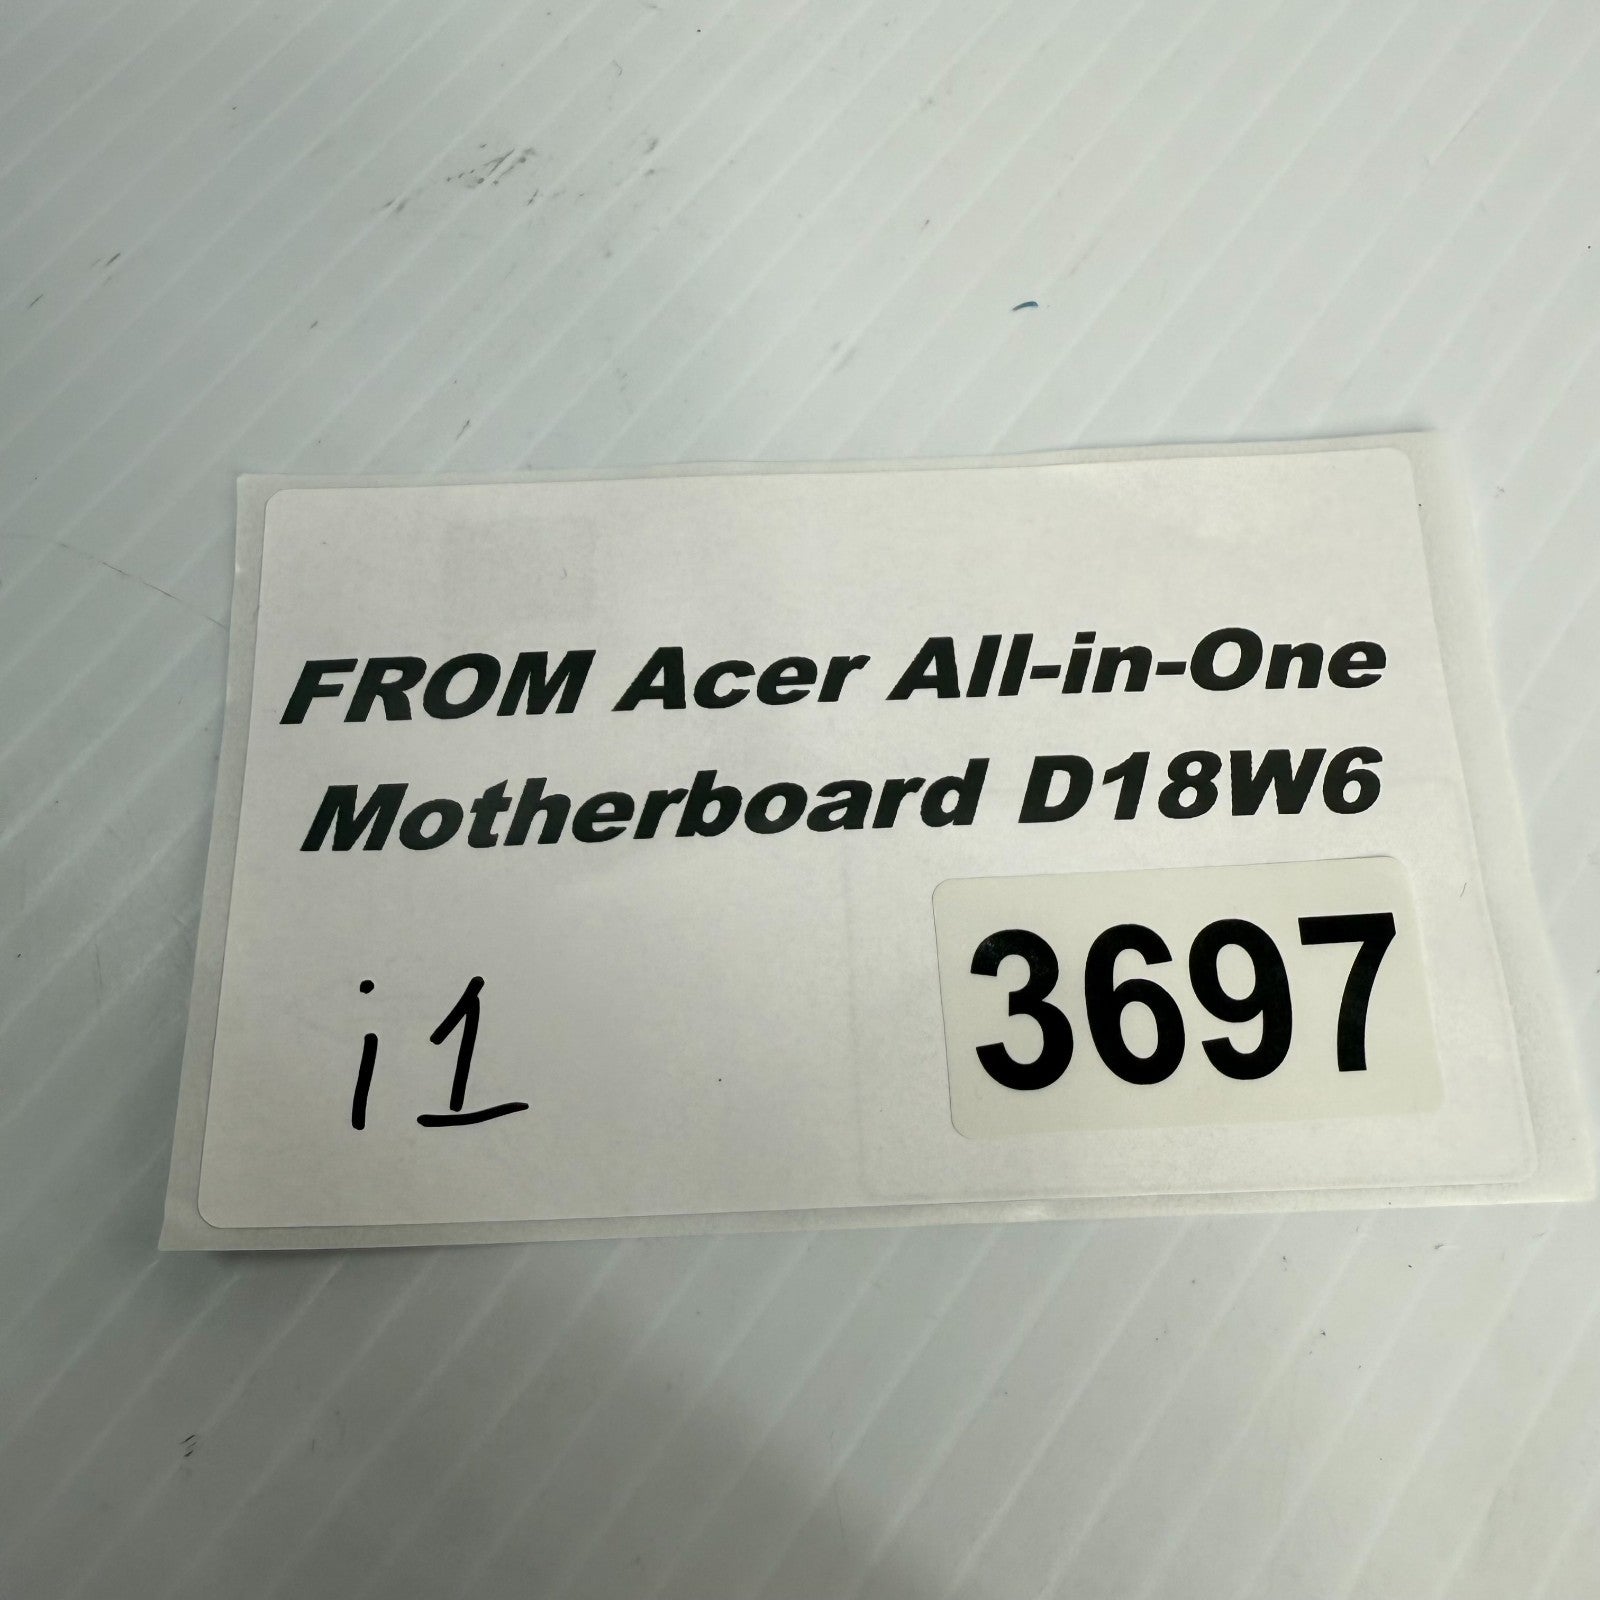 FROM Acer All-in-One
Motherboard D18W6
3697
i1